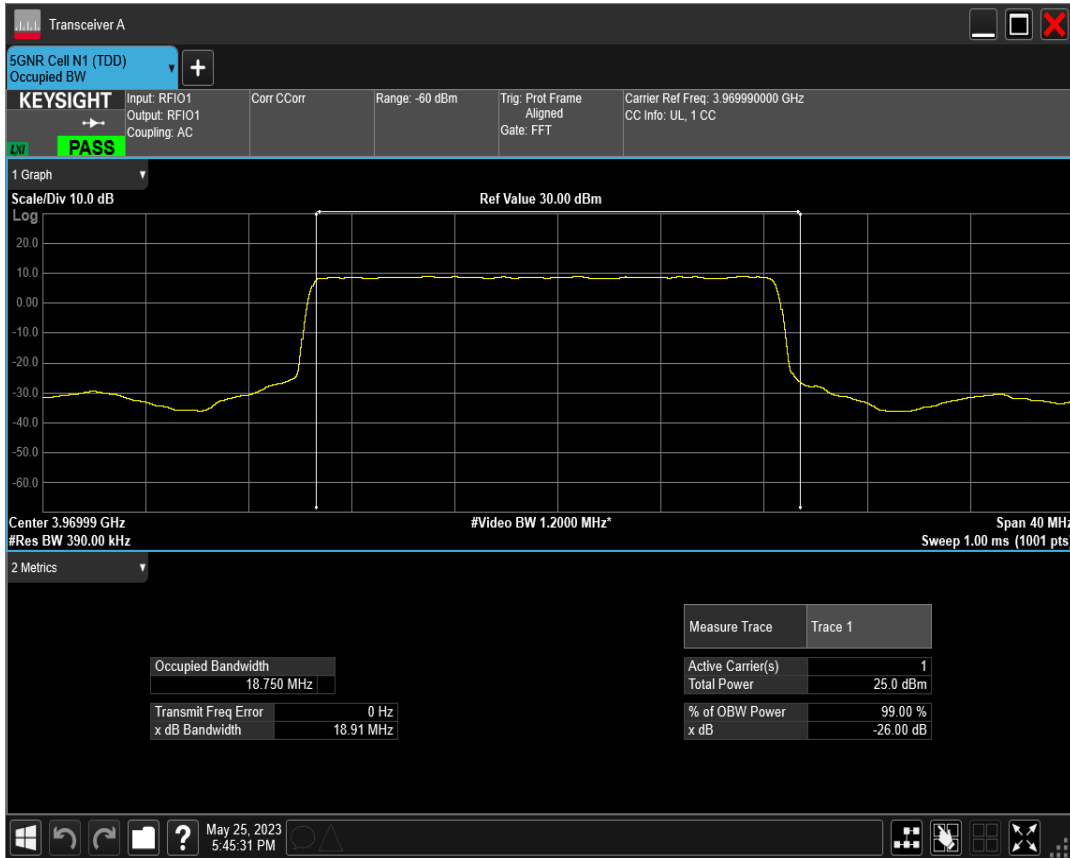 Transceiver A
5GNR Cell N1 (TDD)
Occupied BW
+
KEYSIGHT
LXI
PASS
Input: RFIO1
Output: RFIO1
Coupling: AC
Corr CCorr
Range: -60 dBm
Trig: Prot Frame
Aligned
Gate: FFT
Carrier Ref Freq: 3.969990000 GHz
CC Info: UL, 1 CC
1 Graph
Scale/Div 10.0 dB
Ref Value 30.00 dBm
Log
20.0
10.0
0.00
-10.0
-20.0
-30.0
-40.0
-50.0
-60.0
Center 3.96999 GHz
#Video BW 1.2000 MHz*
Span 40 MHz
#Res BW 390.00 kHz
Sweep 1.00 ms (1001 pts)
2 Metrics
Measure Trace Trace 1
Occupied Bandwidth
18.750 MHz
Active Carrier(s) 1
Total Power 25.0 dBm
Transmit Freq Error 0 Hz
x dB Bandwidth 18.91 MHz
% of OBW Power 99.00 %
x dB -26.00 dB
?
May 25, 2023
5:45:31 PM